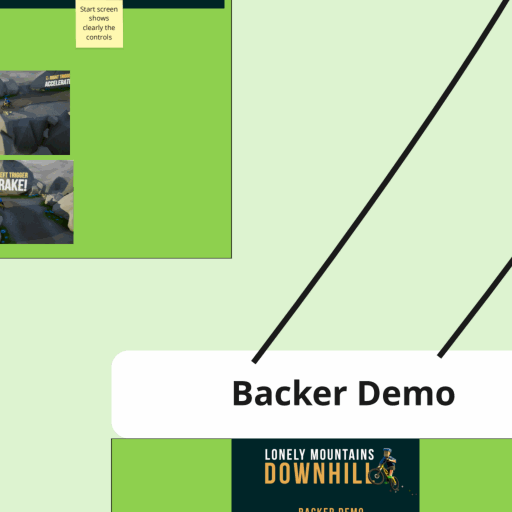 Start screen
shows
clearly the
controls
RIGHT TRIGGER
ACCELERATE
LEFT TRIGGER
BRAKE!
Backer Demo
LONELY MOUNTAINS
DOWNHILL
BACKER DEMO